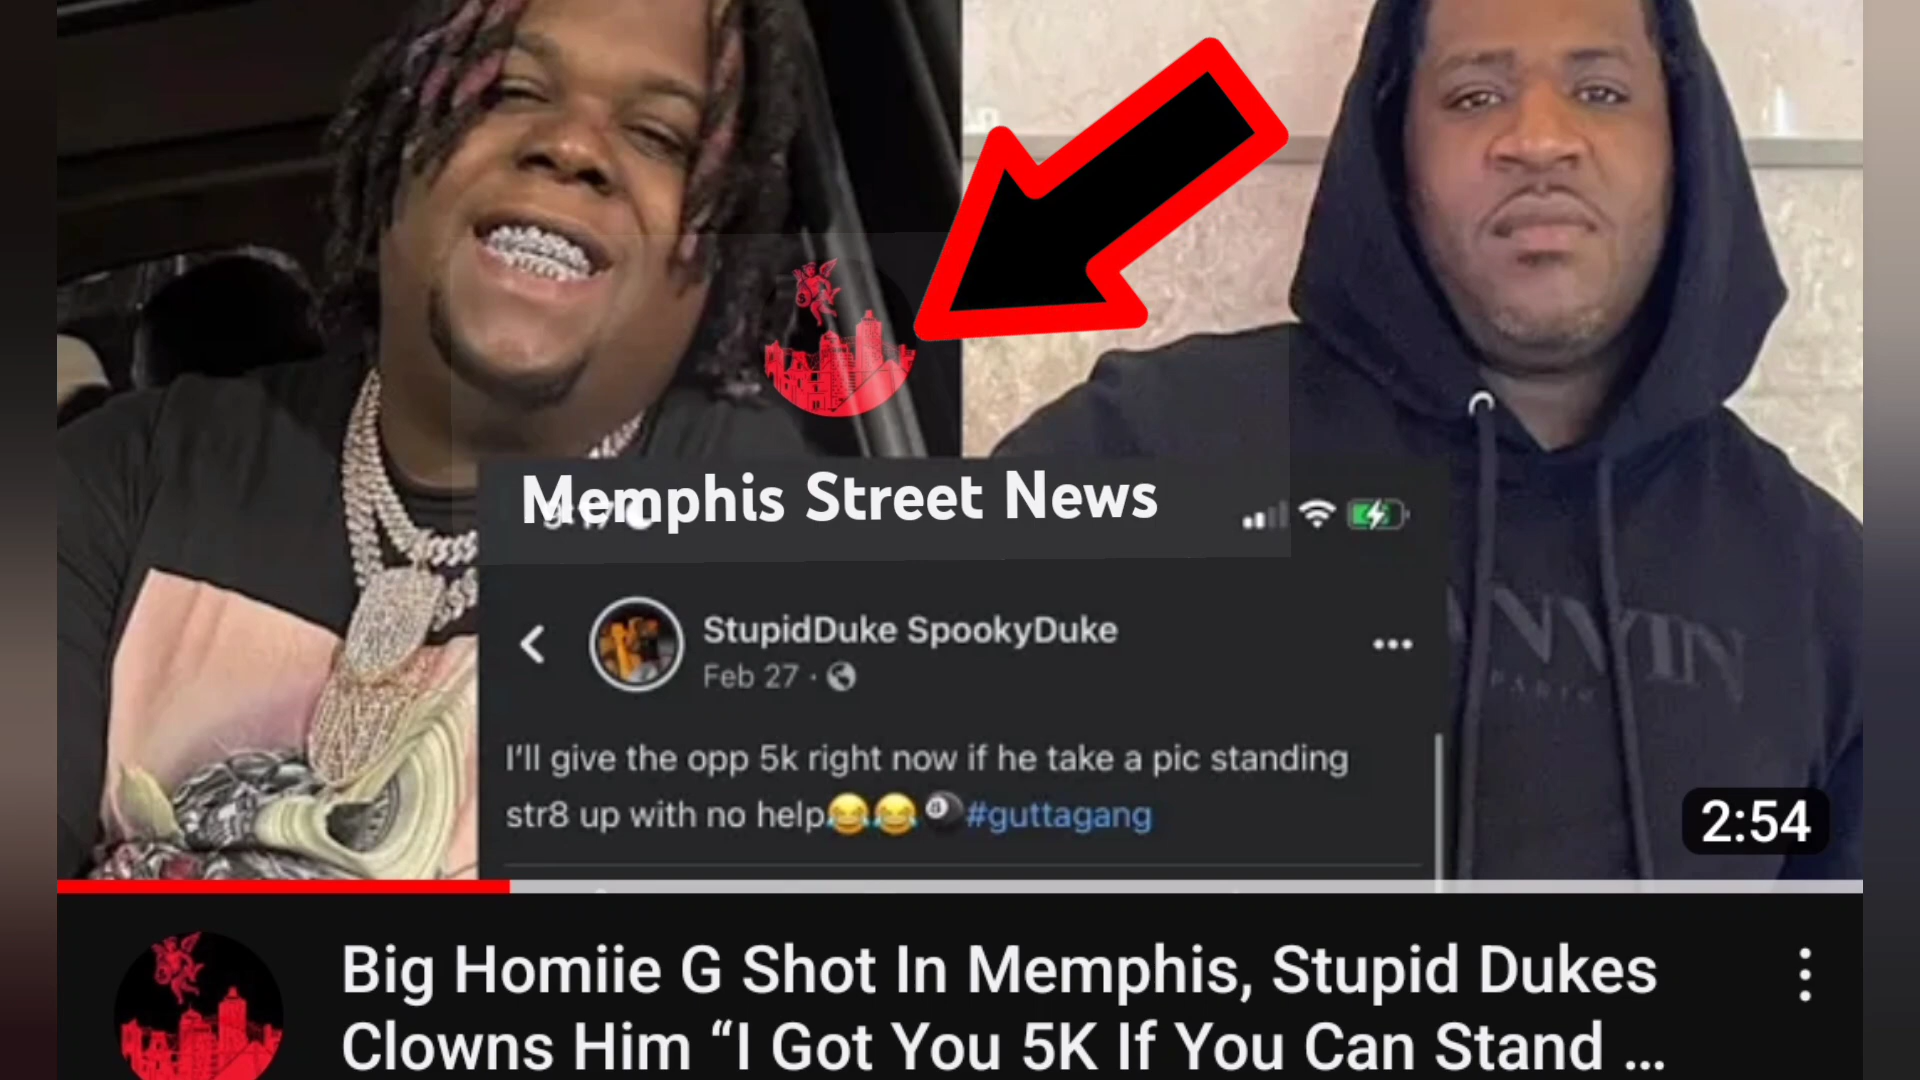 Memphis Street News
StupidDuke SpookyDuke
Feb 27 ·
I'll give the opp 5k right now if he take a pic standing
str8 up with no help😂😂🎱#guttagang
PARIS
2:54
Big Homiie G Shot In Memphis, Stupid Dukes
Clowns Him “I Got You 5K If You Can Stand ...